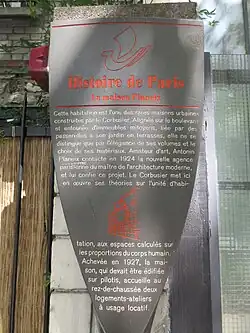 Histoire de Paris
La maison Planeix
Cette habitation est l'une des rares maisons urbaines
construites par le Corbusier. Alignée sur le boulevard
et entourée d'immeubles mitoyens, liée par des
passerelles à son jardin en terrasses, elle ne se
distingue que par l'élégance de ses volumes et le
choix de ses matériaux. Amateur d'art, Antonin
Planeix contacte en 1924 la nouvelle agence
parisienne du maître de l'architecture moderne,
et lui confie ce projet. Le Corbusier met ici
en œuvre ses théories sur l'unité d'habi-
tation, aux espaces calculés sur
les proportions du corps humain.
Achevée en 1927, la mai-
son, qui devait être édifiée
sur pilotis, accueille au
rez-de-chaussée deux
logements-ateliers
à usage locatif.